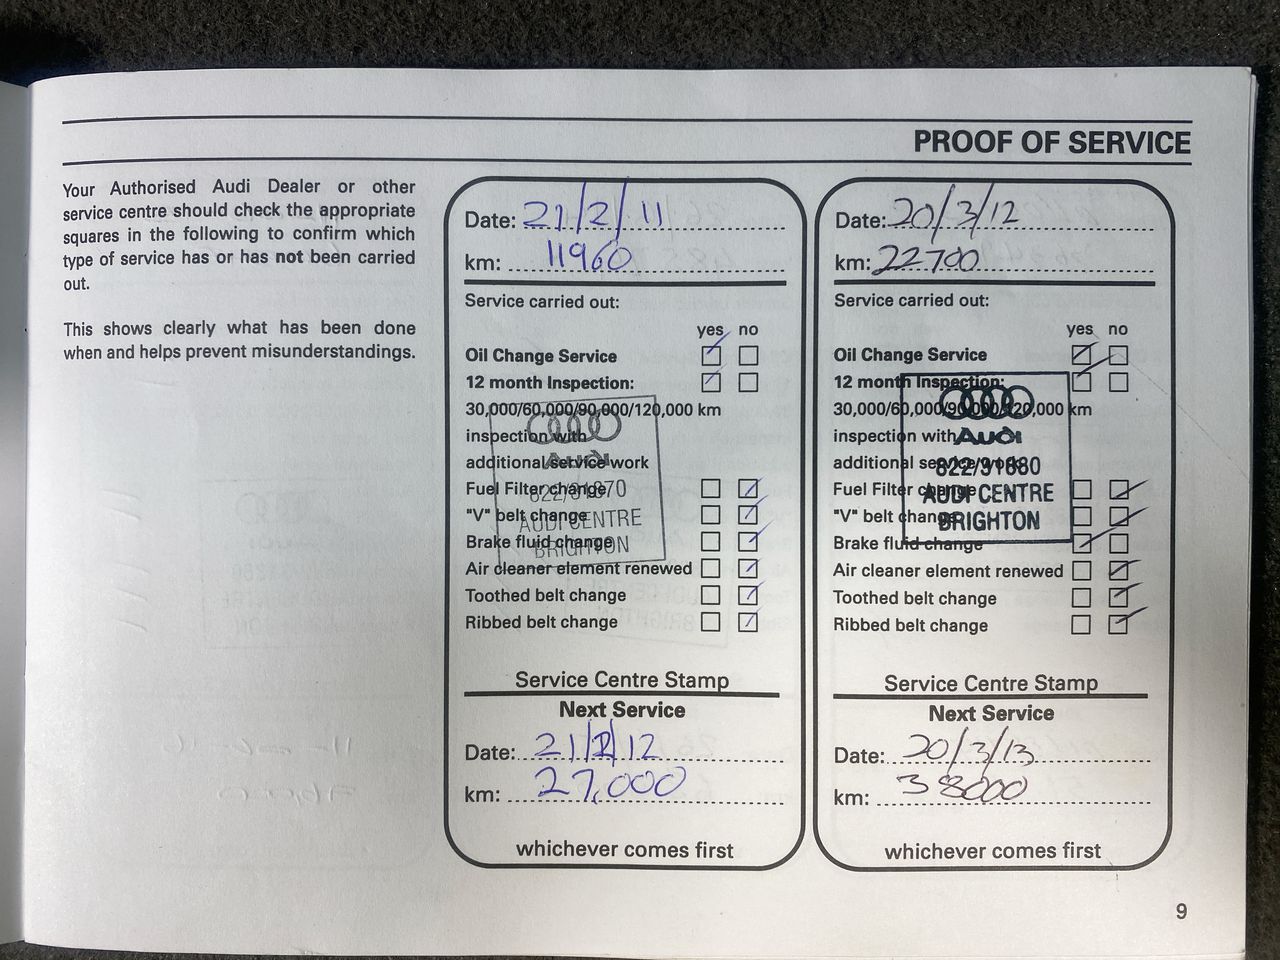 PROOF OF SERVICE
Your Authorised Audi Dealer or other
service centre should check the appropriate
squares in the following to confirm which
type of service has or has not been carried
out.
This shows clearly what has been done
when and helps prevent misunderstandings.
Date: 21/2/11
km: 11960
Service carried out:
yes no
Oil Change Service
12 month Inspection:
30,000/60,000/90,000/120,000 km
inspection with
additional service work
Fuel Filter change
"V" belt change
Brake fluid change
Air cleaner element renewed
Toothed belt change
Ribbed belt change
Audi
AUDI CENTRE
BRIGHTON
Service Centre Stamp
Next Service
Date: 21/2/12
km: 27,000
whichever comes first
Date: 20/3/12
km: 22700
Service carried out:
yes no
Oil Change Service
12 month Inspection:
30,000/60,000/90,000/120,000 km
inspection with
additional service work
Fuel Filter change
"V" belt change
Brake fluid change
Air cleaner element renewed
Toothed belt change
Ribbed belt change
Audi
AUDI CENTRE
BRIGHTON
Service Centre Stamp
Next Service
Date: 20/3/13
km: 38000
whichever comes first
9